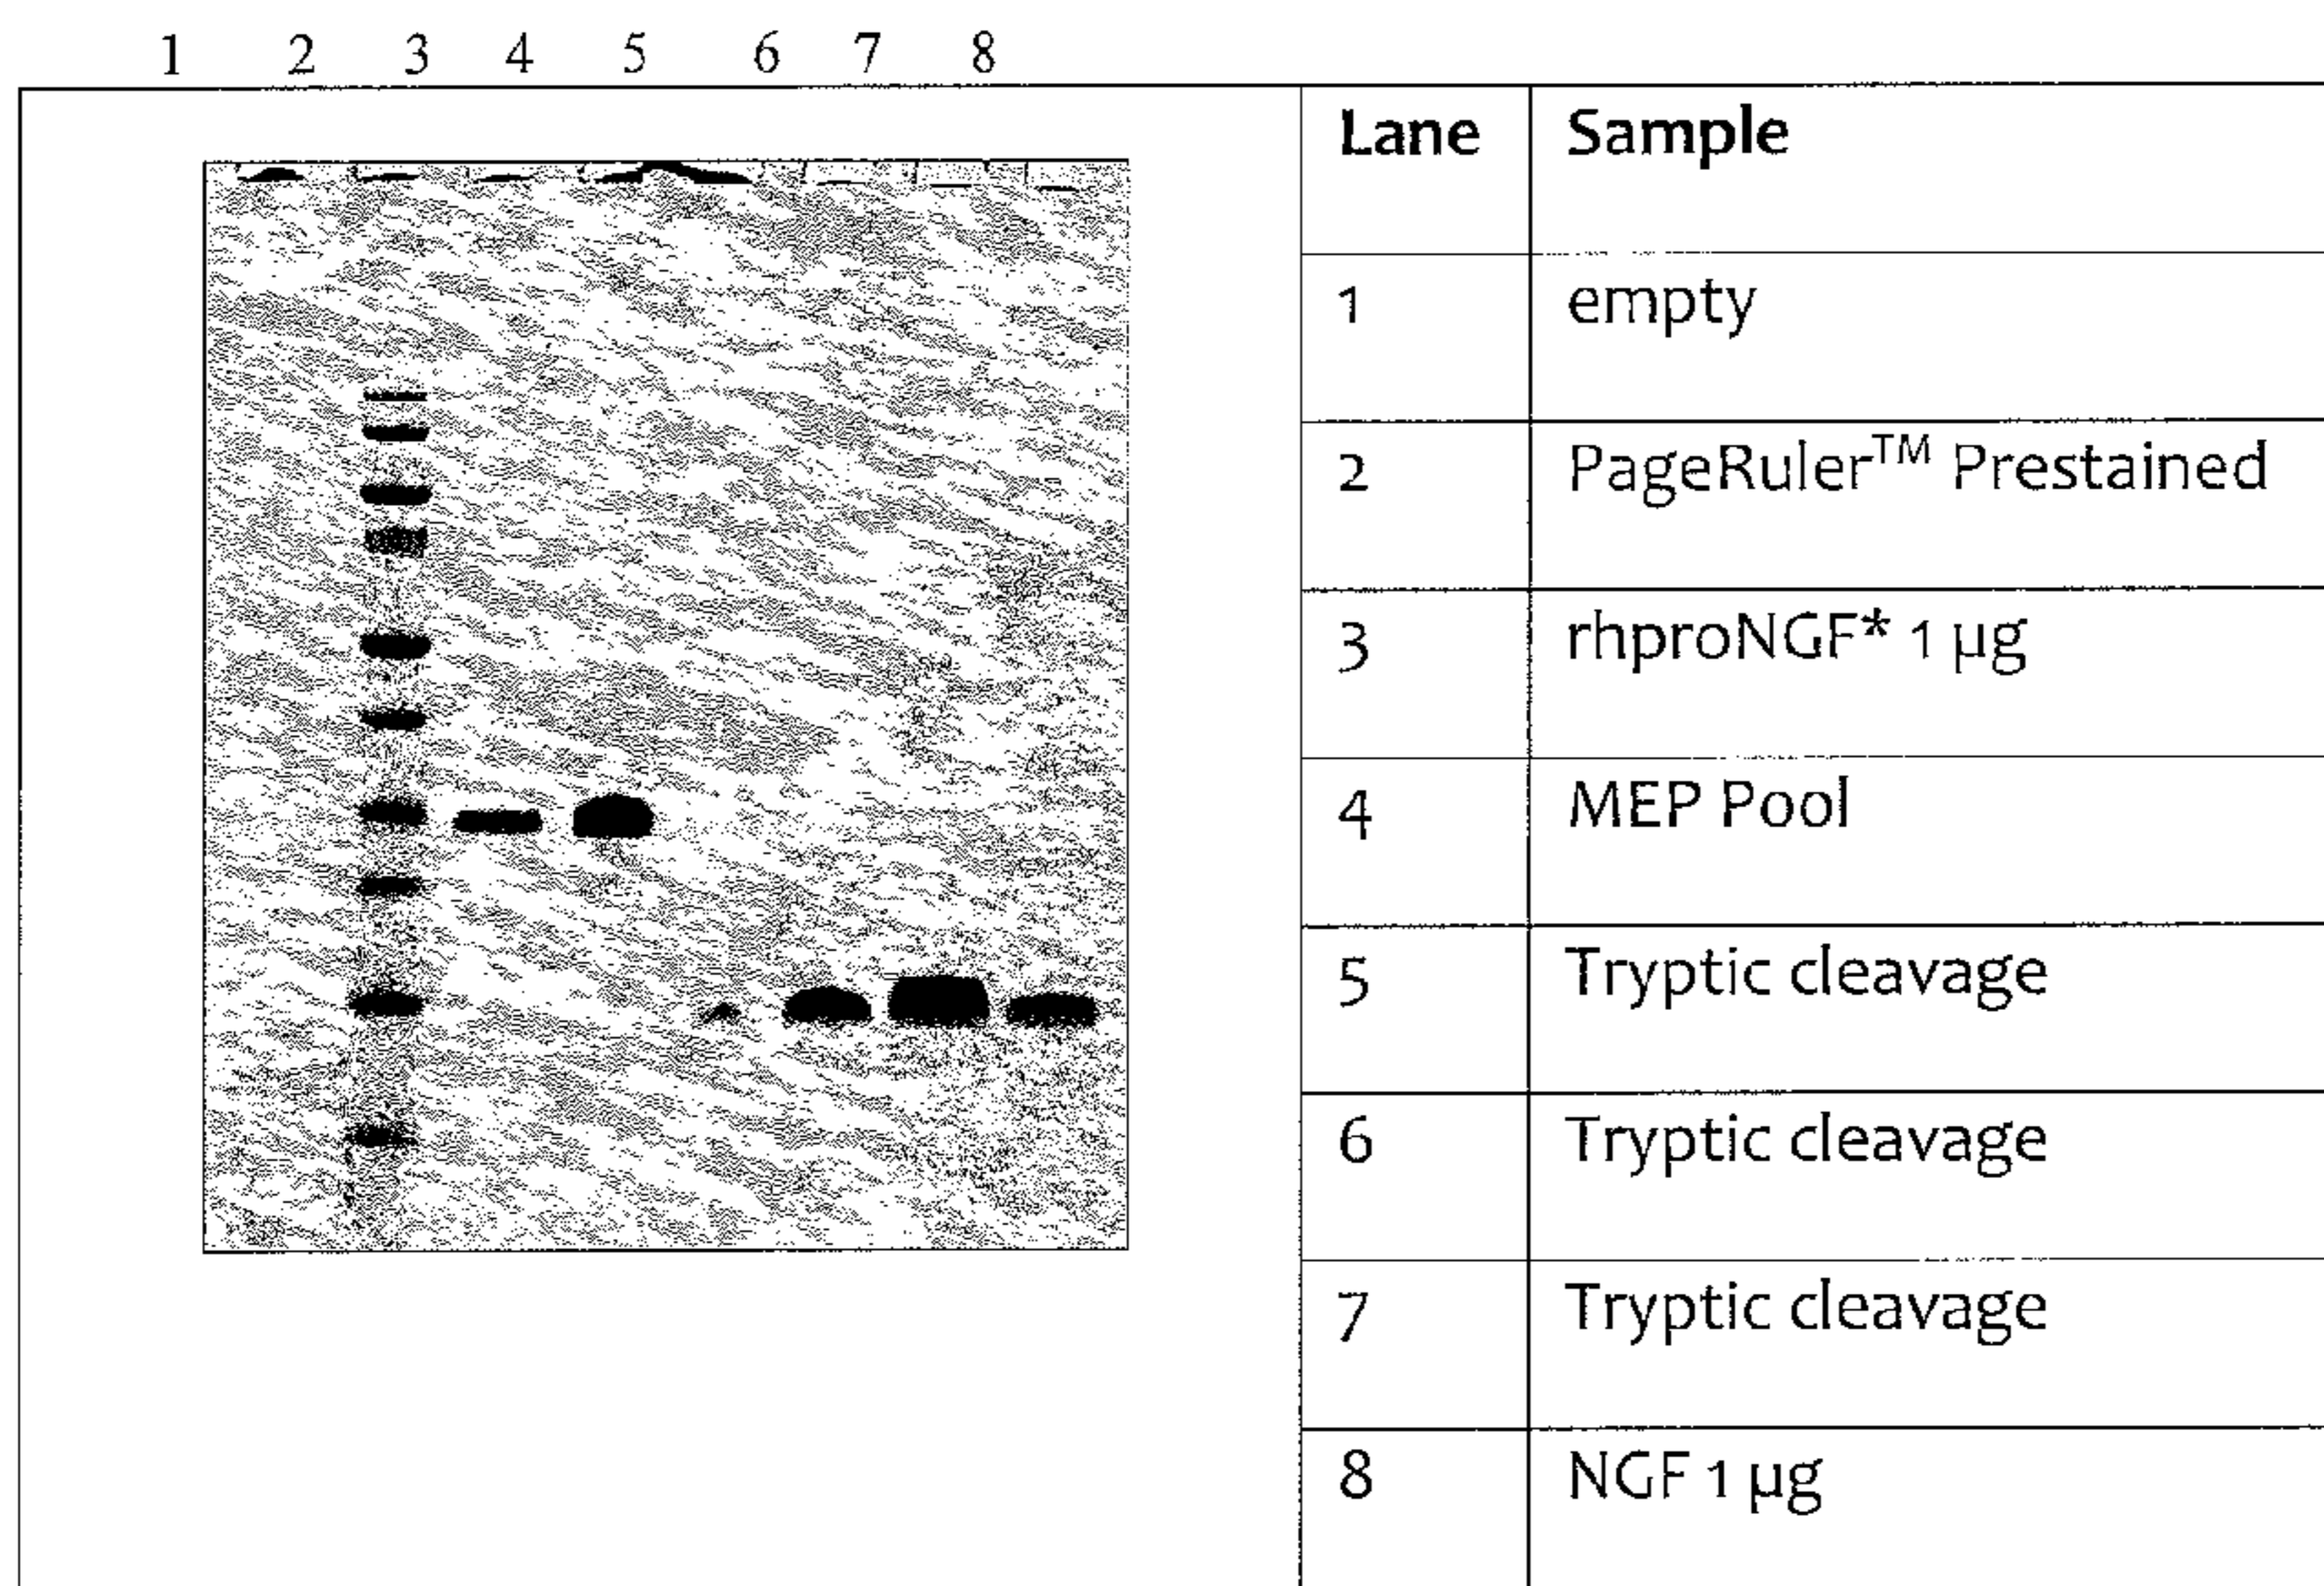 1 2 3 4 5 6 7 8
Lane Sample
1 empty
2 PageRuler™ Prestained
3 rhproNGF* 1 µg
4 MEP Pool
5 Tryptic cleavage
6 Tryptic cleavage
7 Tryptic cleavage
8 NGF 1 µg